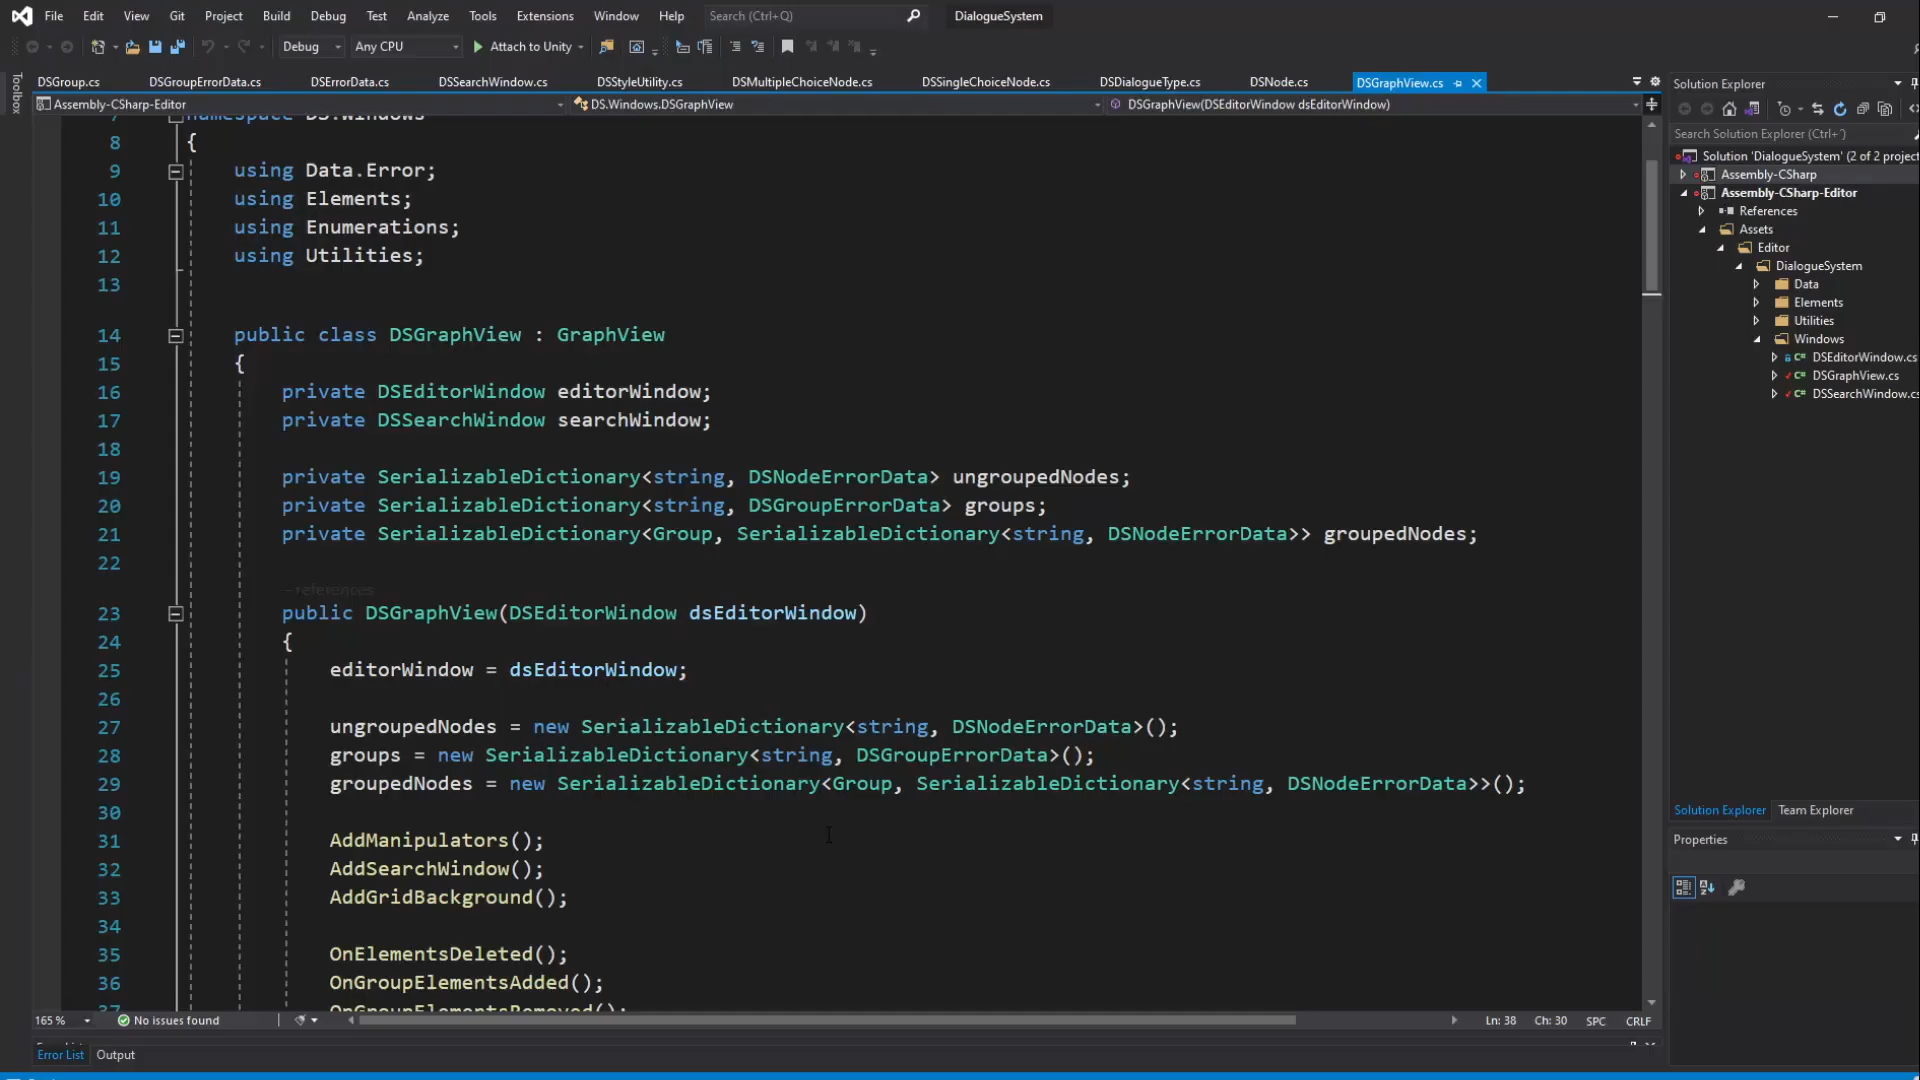 File Edit View Git Project Build Debug Test Analyze Tools Extensions Window Help Search (Ctrl+Q) DialogueSystem
Debug Any CPU Attach to Unity
DSGroup.cs DSGroupErrorData.cs DSErrorData.cs DSSearchWindow.cs DSStyleUtility.cs DSMultipleChoiceNode.cs DSSingleChoiceNode.cs DSDialogueType.cs DSNode.cs DSGraphView.cs
Toolbox
Assembly-CSharp-Editor DS.Windows.DSGraphView DSGraphView(DSEditorWindow dsEditorWindow)
7 namespace DS.Windows
8 {
9 using Data.Error;
10 using Elements;
11 using Enumerations;
12 using Utilities;
13
14 public class DSGraphView : GraphView
15 {
16 private DSEditorWindow editorWindow;
17 private DSSearchWindow searchWindow;
18
19 private SerializableDictionary<string, DSNodeErrorData> ungroupedNodes;
20 private SerializableDictionary<string, DSGroupErrorData> groups;
21 private SerializableDictionary<Group, SerializableDictionary<string, DSNodeErrorData>> groupedNodes;
22
- references
23 public DSGraphView(DSEditorWindow dsEditorWindow)
24 {
25 editorWindow = dsEditorWindow;
26
27 ungroupedNodes = new SerializableDictionary<string, DSNodeErrorData>();
28 groups = new SerializableDictionary<string, DSGroupErrorData>();
29 groupedNodes = new SerializableDictionary<Group, SerializableDictionary<string, DSNodeErrorData>>();
30
31 AddManipulators();
32 AddSearchWindow();
33 AddGridBackground();
34
35 OnElementsDeleted();
36 OnGroupElementsAdded();
37 OnGroupElementsRemoved();
165 % No issues found Ln: 38 Ch: 30 SPC CRLF
Error List Output
Solution Explorer
Search Solution Explorer (Ctrl+¨)
Solution 'DialogueSystem' (2 of 2 project
Assembly-CSharp
Assembly-CSharp-Editor
References
Assets
Editor
DialogueSystem
Data
Elements
Utilities
Windows
DSEditorWindow.cs
DSGraphView.cs
DSSearchWindow.cs
Solution Explorer Team Explorer
Properties